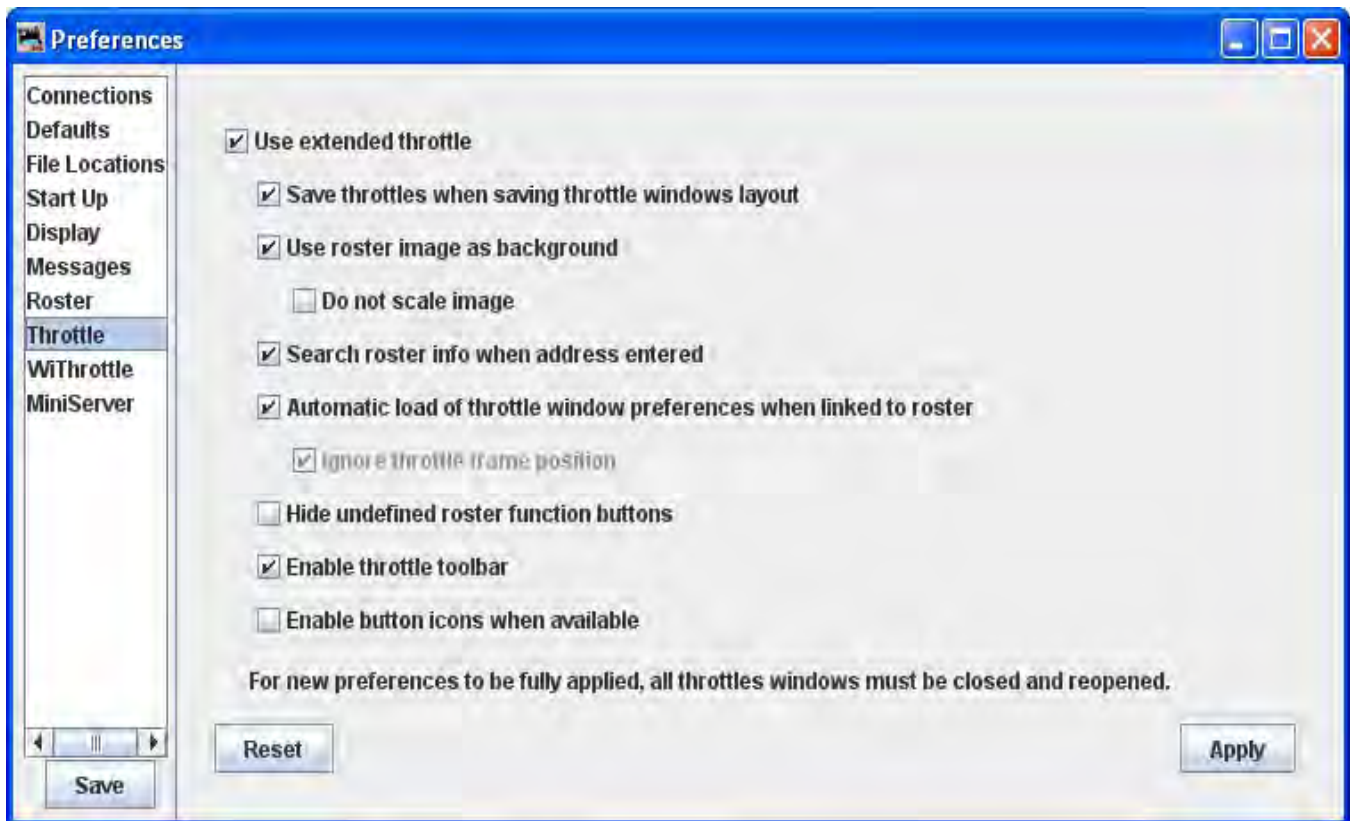 Preferences
Connections
Defaults
File Locations
Start Up
Display
Messages
Roster
Throttle
WiThrottle
MiniServer
Save
Use extended throttle
Save throttles when saving throttle windows layout
Use roster image as background
Do not scale image
Search roster info when address entered
Automatic load of throttle window preferences when linked to roster
Ignore throttle frame position
Hide undefined roster function buttons
Enable throttle toolbar
Enable button icons when available
For new preferences to be fully applied, all throttles windows must be closed and reopened.
Reset
Apply